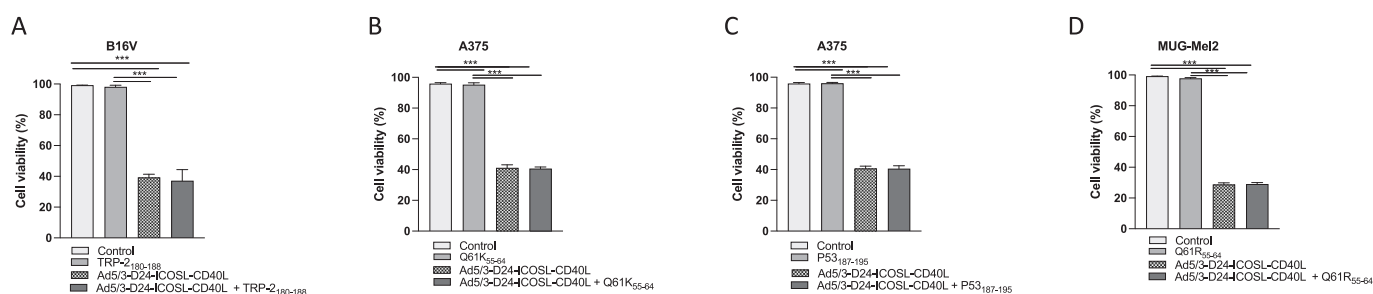 A
B16V
***
***
Cell viability (%)
100
80
60
40
20
0
Control
TRP-2180-188
Ad5/3-D24-ICOSL-CD40L
Ad5/3-D24-ICOSL-CD40L + TRP-2180-188
B
A375
***
***
Cell viability (%)
100
80
60
40
20
0
Control
Q61K55-64
Ad5/3-D24-ICOSL-CD40L
Ad5/3-D24-ICOSL-CD40L + Q61K55-64
C
A375
***
***
Cell viability (%)
100
80
60
40
20
0
Control
P53187-195
Ad5/3-D24-ICOSL-CD40L
Ad5/3-D24-ICOSL-CD40L + P53187-195
D
MUG-Mel2
***
***
Cell viability (%)
100
80
60
40
20
0
Control
Q61R55-64
Ad5/3-D24-ICOSL-CD40L
Ad5/3-D24-ICOSL-CD40L + Q61R55-64